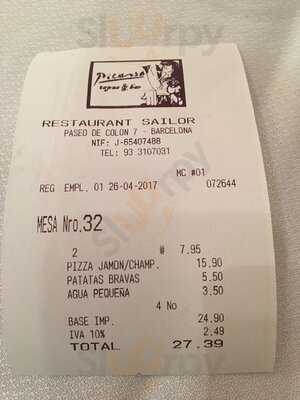 Picasso
tapas & bar
RESTAURANT SAILOR
PASEO DE COLON 7 - BARCELONA
NIF: J-65407488
TEL: 93 3107031
MC #01
REG EMPL. 01 26-04-2017 072644
MESA Nro. 32
2 @ 7.95
PIZZA JAMON/CHAMP. 15.90
PATATAS BRAVAS 5.50
AGUA PEQUEÑA 3.50
4 No
BASE IMP. 24.90
IVA 10% 2.49
TOTAL 27.39
Sluurpy